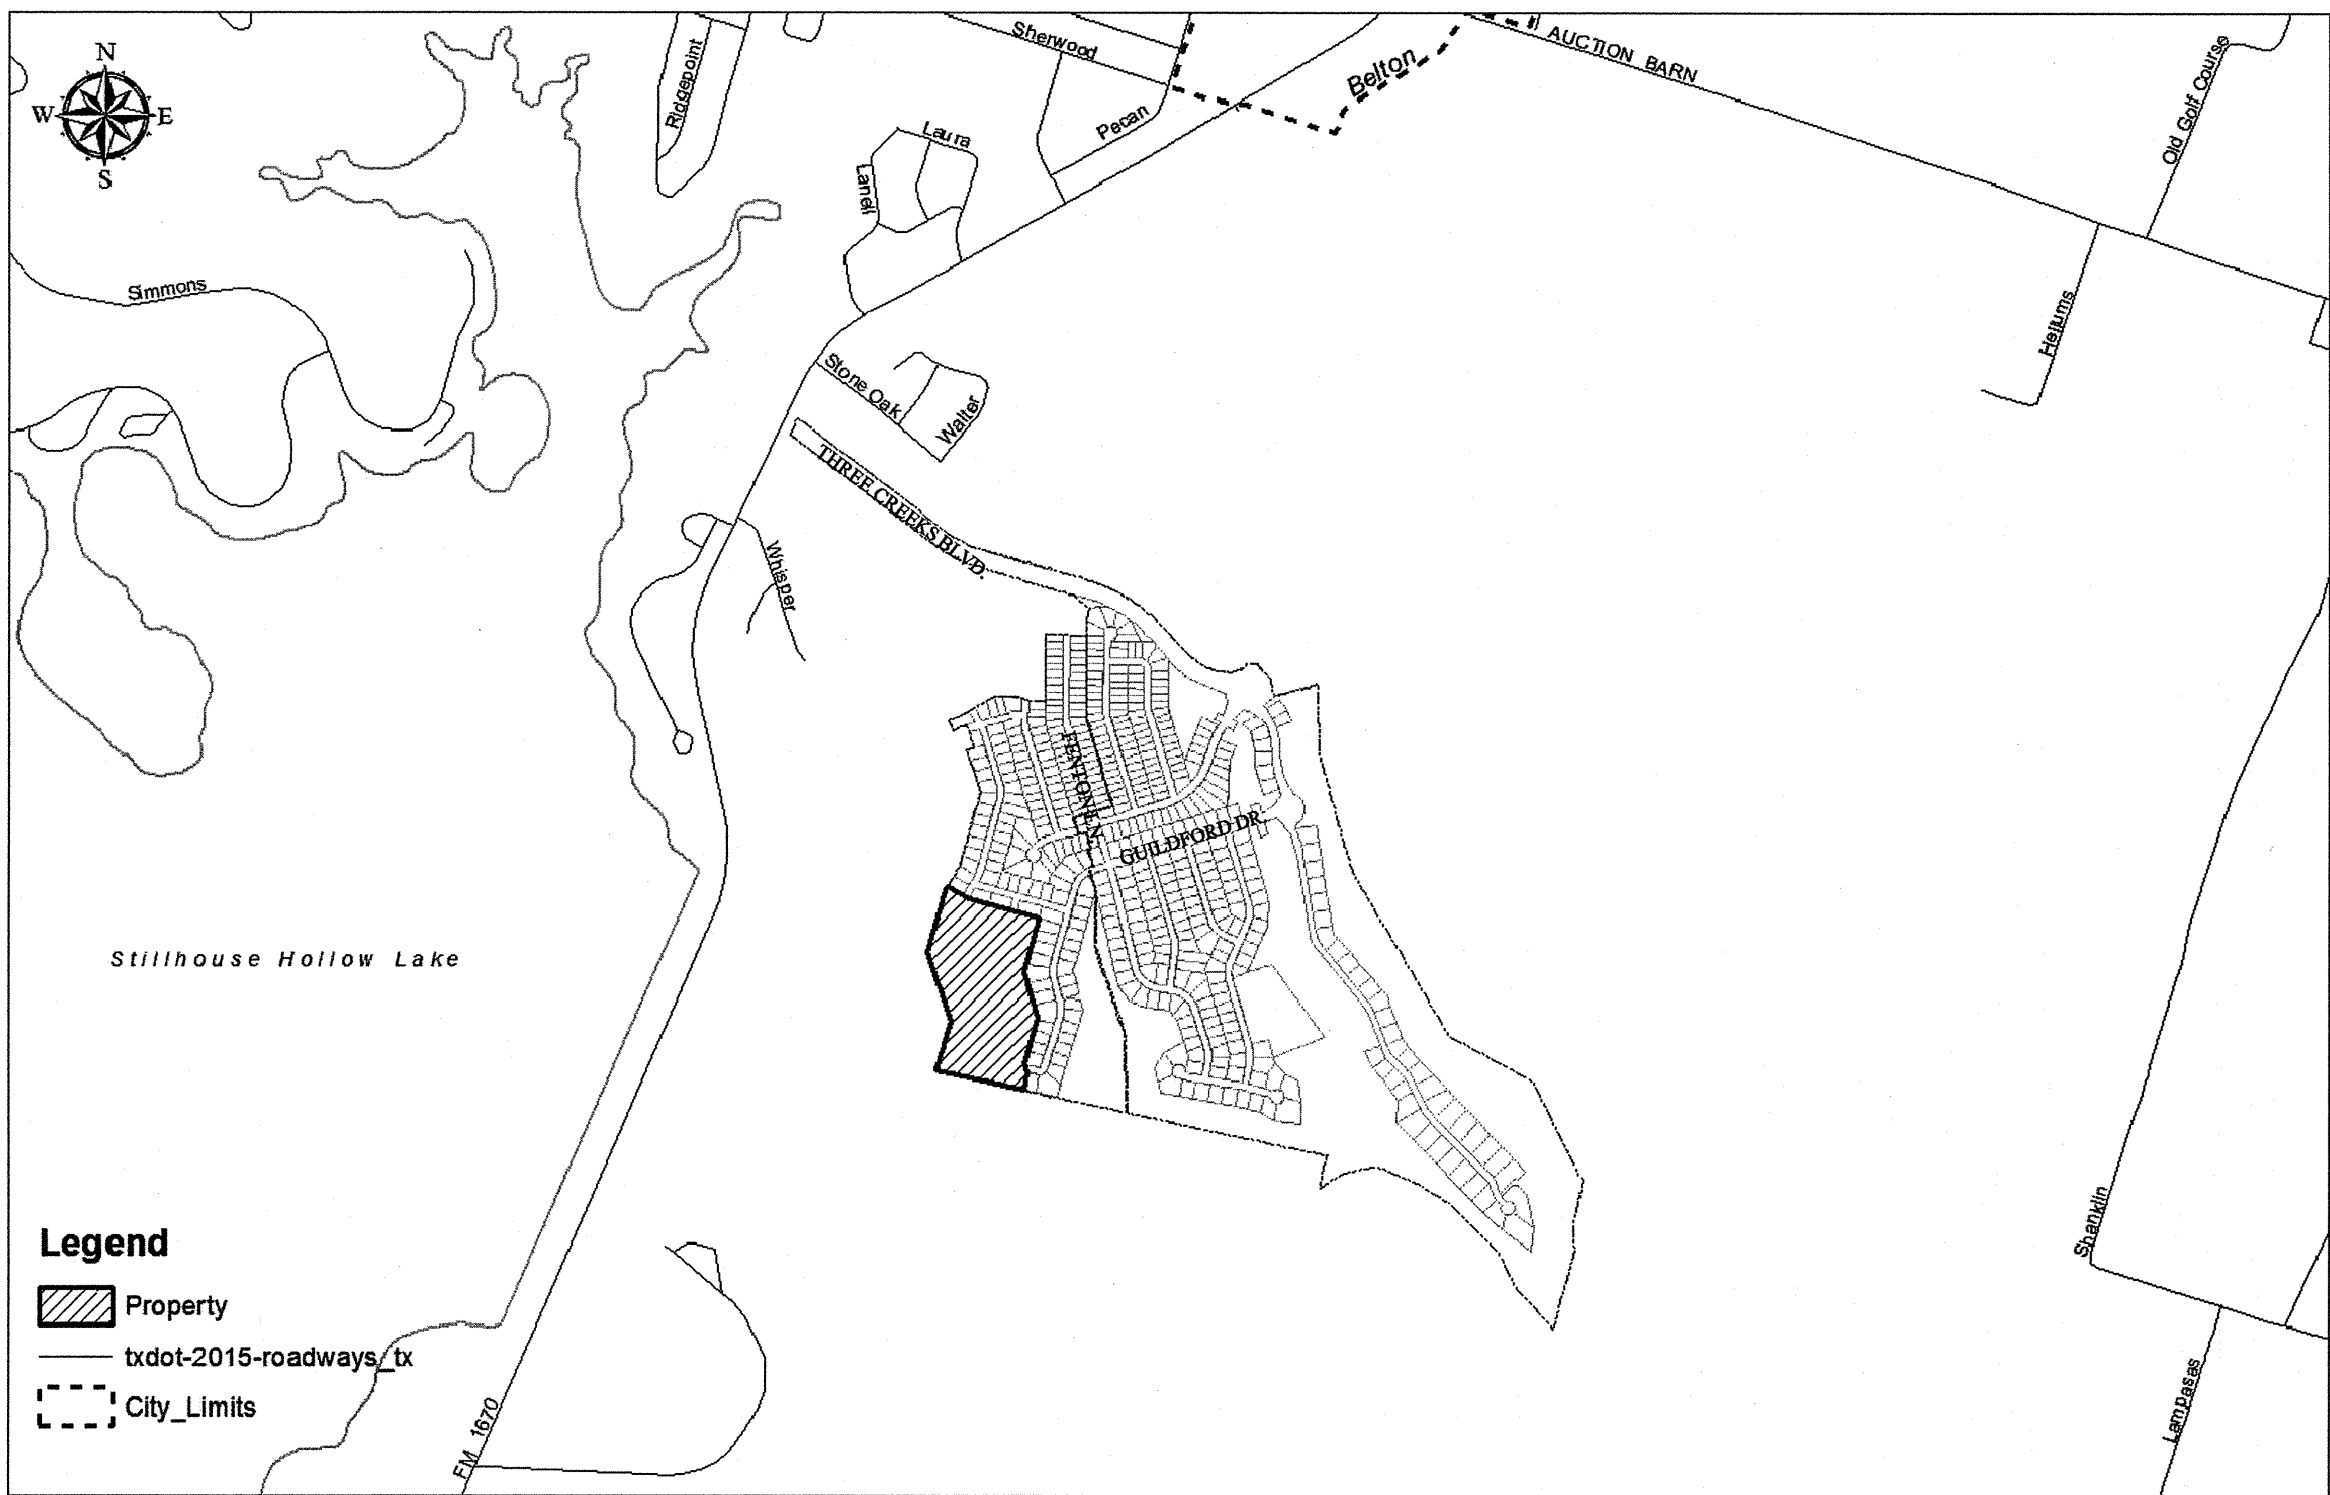 Sherwood
AUCTION BARN
Old Golf Course
N
W
E
S
Ridgepoint
Belton
Pecan
Laura
Lanell
Simmons
Hellums
Stone Oak
Walter
THREE CREEKS BLVD.
Whisper
FENTON LN.
GUILDFORD DR.
Stillhouse Hollow Lake
Shanklin
Legend
Property
txdot-2015-roadways_tx
City_Limits
FM 1670
Lampasas